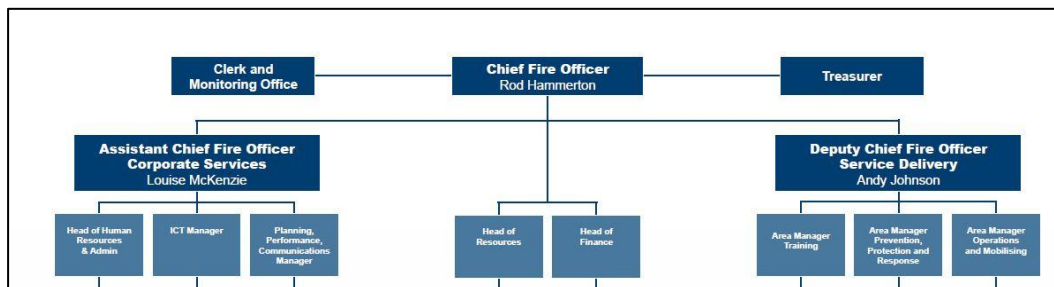 Clerk and
Monitoring Office
Chief Fire Officer
Rod Hammerton
Treasurer
Assistant Chief Fire Officer
Corporate Services
Louise McKenzie
Deputy Chief Fire Officer
Service Delivery
Andy Johnson
Head of Human
Resources
& Admin
ICT Manager
Planning,
Performance,
Communications
Manager
Head of
Resources
Head of
Finance
Area Manager
Training
Area Manager
Prevention,
Protection and
Response
Area Manager
Operations
and Mobilising